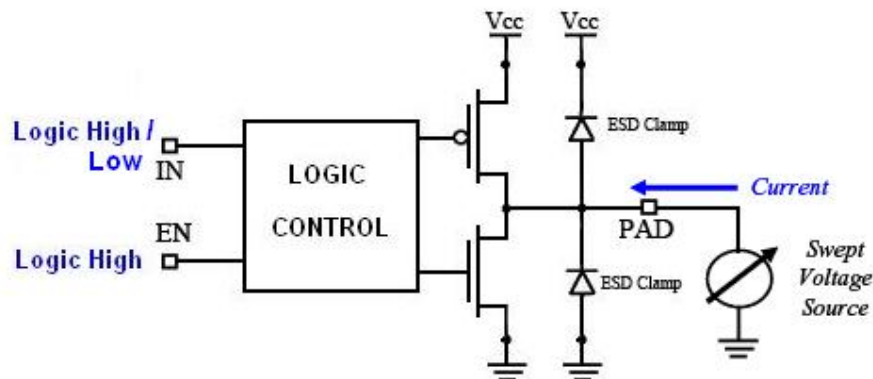 Vcc
Vcc
Logic High /
Low
IN
LOGIC
CONTROL
EN
Logic High
ESD Clamp
Current
PAD
ESD Clamp
Swept
Voltage
Source